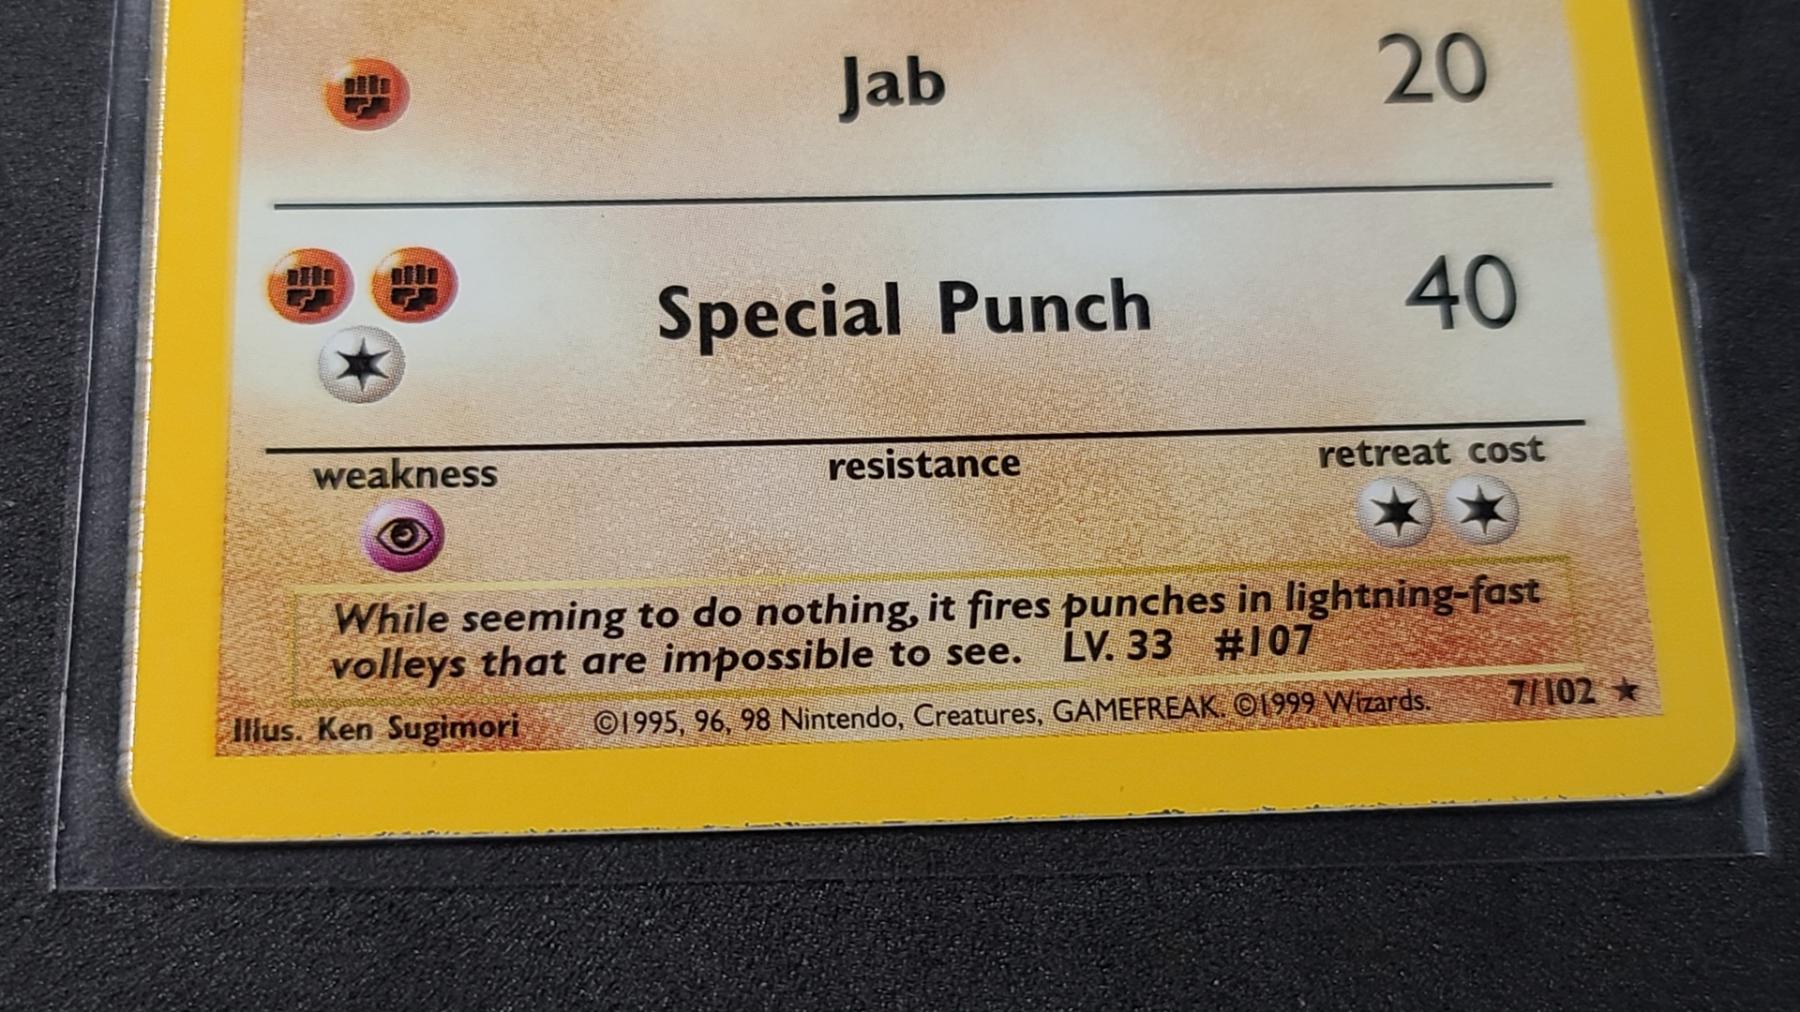 Jab 20
Special Punch 40
weakness resistance retreat cost
While seeming to do nothing, it fires punches in lightning-fast
volleys that are impossible to see. LV. 33 #107
Illus. Ken Sugimori ©1995, 96, 98 Nintendo, Creatures, GAMEFREAK. ©1999 Wizards. 7/102 ★